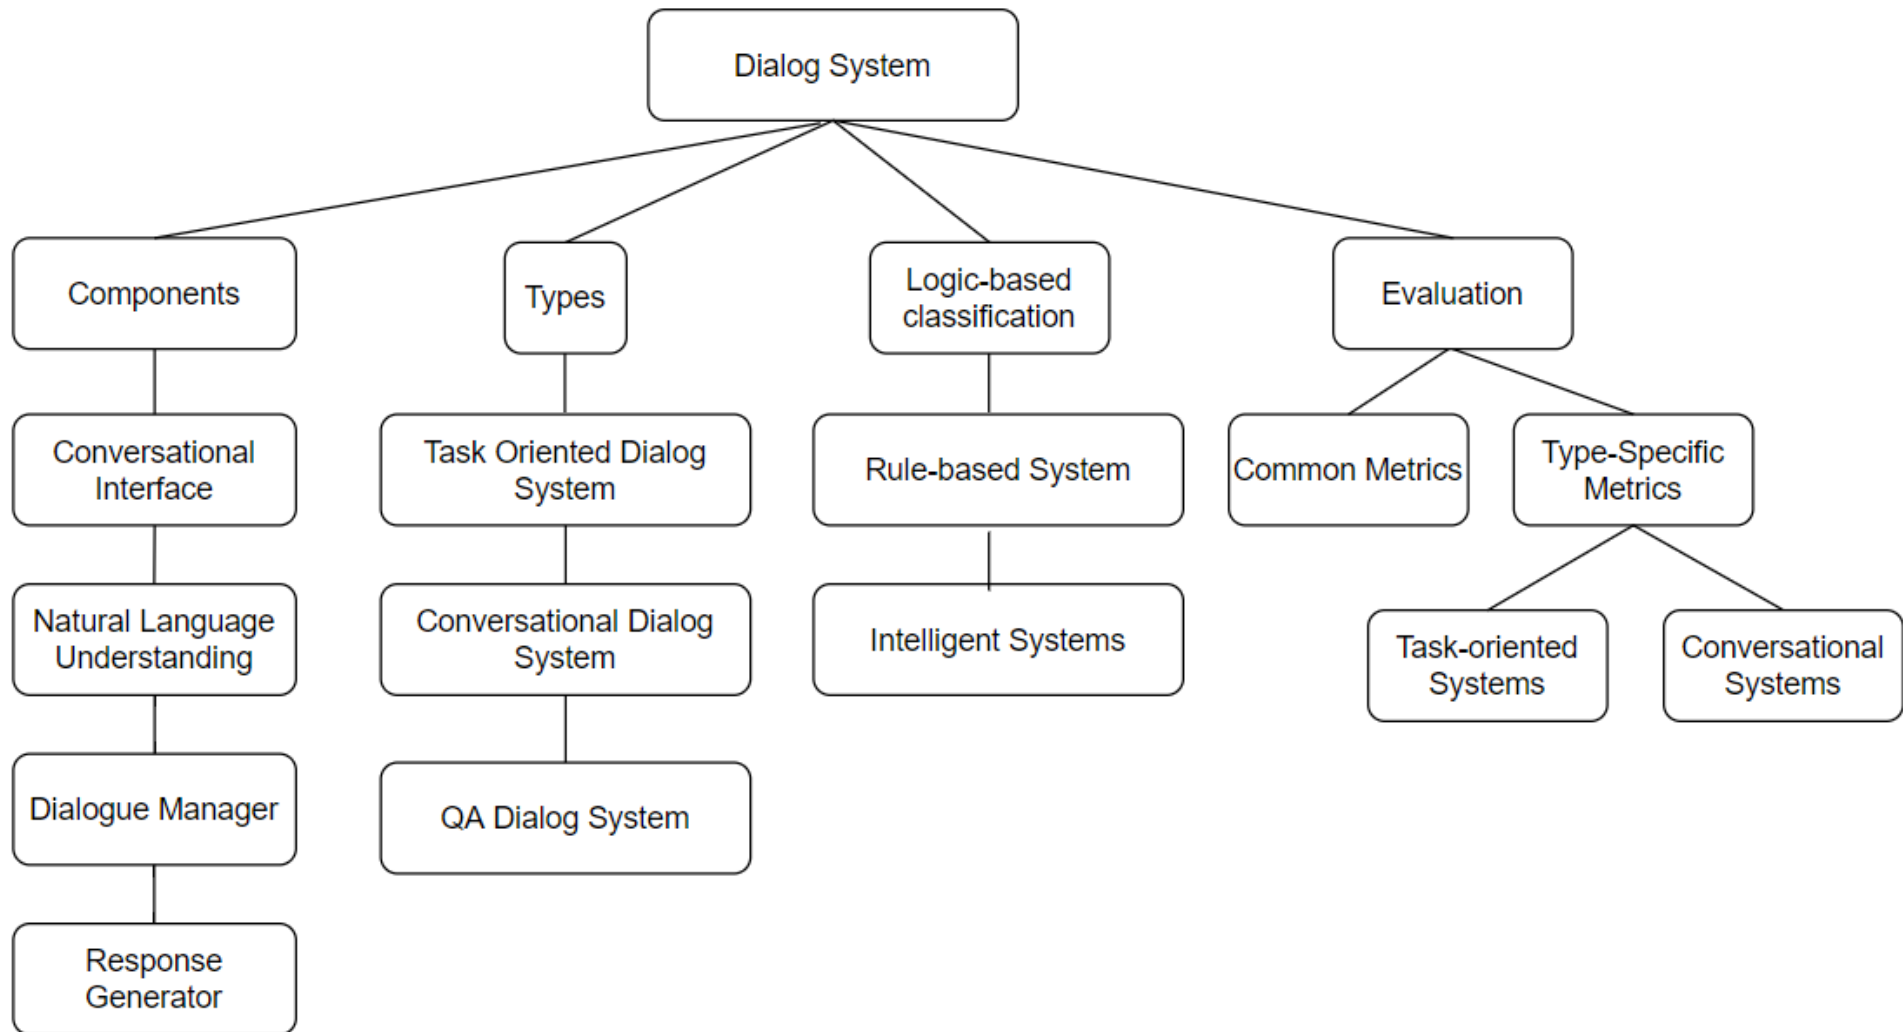 Dialog System
Components
Types
Logic-based
classification
Evaluation
Conversational
Interface
Task Oriented Dialog
System
Rule-based System
Common Metrics
Type-Specific
Metrics
Natural Language
Understanding
Conversational Dialog
System
Intelligent Systems
Task-oriented
Systems
Conversational
Systems
Dialogue Manager
QA Dialog System
Response
Generator